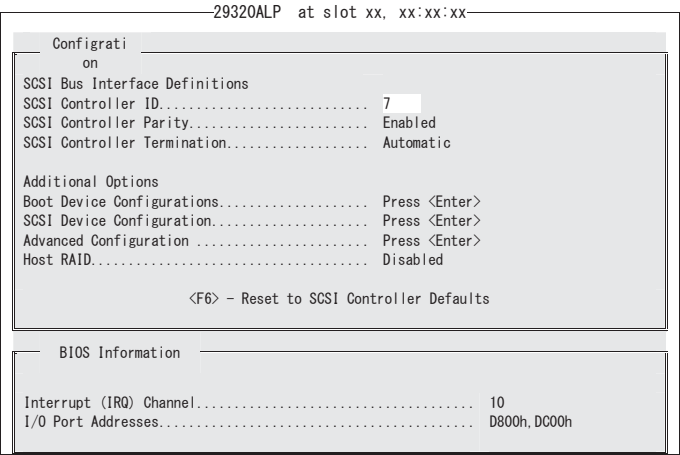 29320ALP at slot xx, xx:xx:xx
Configrati
on
SCSI Bus Interface Definitions
SCSI Controller ID............................ 7
SCSI Controller Parity........................ Enabled
SCSI Controller Termination................... Automatic
Additional Options
Boot Device Configurations.................... Press <Enter>
SCSI Device Configuration..................... Press <Enter>
Advanced Configuration ....................... Press <Enter>
Host RAID..................................... Disabled
<F6> - Reset to SCSI Controller Defaults
BIOS Information
Interrupt (IRQ) Channel..................................... 10
I/O Port Addresses.......................................... D800h,DC00h